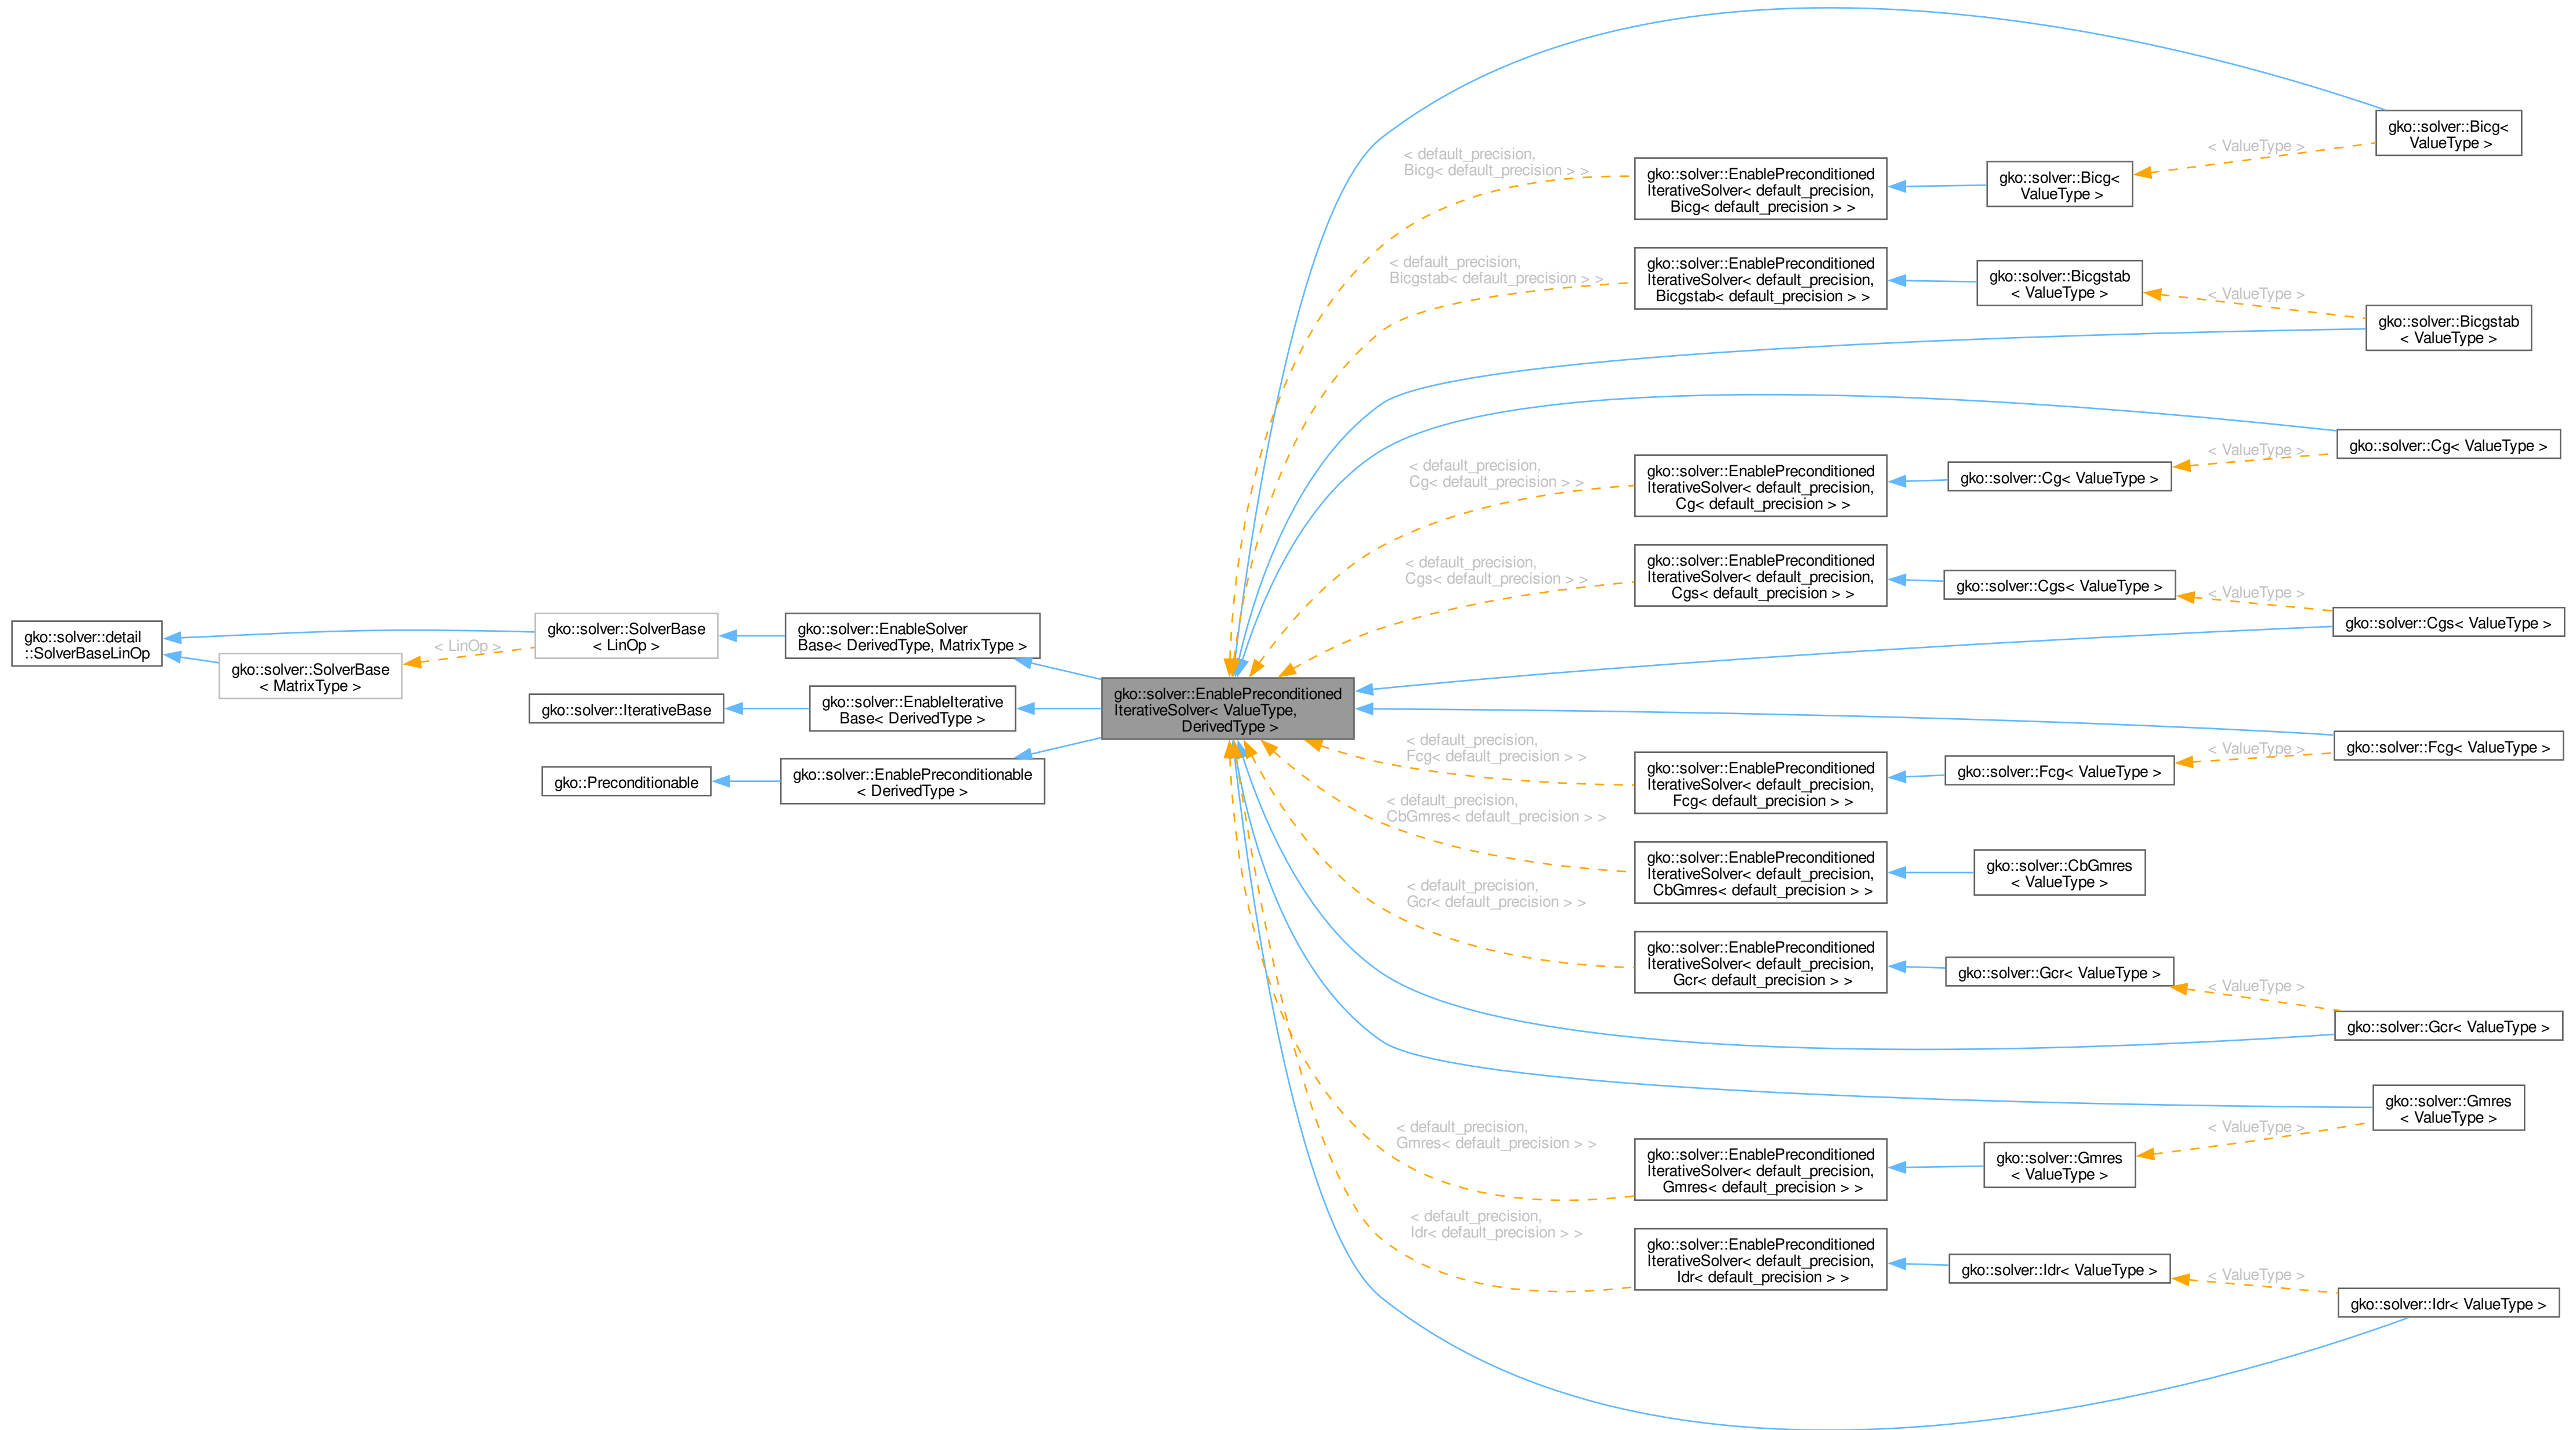 gko::solver::detail
::SolverBaseLinOp
gko::solver::SolverBase
< MatrixType >
< LinOp >
gko::solver::SolverBase
< LinOp >
gko::solver::EnableSolver
Base< DerivedType, MatrixType >
gko::solver::IterativeBase
gko::solver::EnableIterative
Base< DerivedType >
gko::Preconditionable
gko::solver::EnablePreconditionable
< DerivedType >
gko::solver::EnablePreconditioned
IterativeSolver< ValueType,
DerivedType >
< default_precision,
Bicg< default_precision > >
gko::solver::EnablePreconditioned
IterativeSolver< default_precision,
Bicg< default_precision > >
gko::solver::Bicg<
ValueType >
< ValueType >
gko::solver::Bicg<
ValueType >
< default_precision,
Bicgstab< default_precision > >
gko::solver::EnablePreconditioned
IterativeSolver< default_precision,
Bicgstab< default_precision > >
gko::solver::Bicgstab
< ValueType >
< ValueType >
gko::solver::Bicgstab
< ValueType >
< default_precision,
Cg< default_precision > >
gko::solver::EnablePreconditioned
IterativeSolver< default_precision,
Cg< default_precision > >
gko::solver::Cg< ValueType >
< ValueType >
gko::solver::Cg< ValueType >
< default_precision,
Cgs< default_precision > >
gko::solver::EnablePreconditioned
IterativeSolver< default_precision,
Cgs< default_precision > >
gko::solver::Cgs< ValueType >
< ValueType >
gko::solver::Cgs< ValueType >
< default_precision,
Fcg< default_precision > >
gko::solver::EnablePreconditioned
IterativeSolver< default_precision,
Fcg< default_precision > >
gko::solver::Fcg< ValueType >
< ValueType >
gko::solver::Fcg< ValueType >
< default_precision,
CbGmres< default_precision > >
gko::solver::EnablePreconditioned
IterativeSolver< default_precision,
CbGmres< default_precision > >
gko::solver::CbGmres
< ValueType >
< default_precision,
Gcr< default_precision > >
gko::solver::EnablePreconditioned
IterativeSolver< default_precision,
Gcr< default_precision > >
gko::solver::Gcr< ValueType >
< ValueType >
gko::solver::Gcr< ValueType >
< default_precision,
Gmres< default_precision > >
gko::solver::EnablePreconditioned
IterativeSolver< default_precision,
Gmres< default_precision > >
gko::solver::Gmres
< ValueType >
< ValueType >
gko::solver::Gmres
< ValueType >
< default_precision,
Idr< default_precision > >
gko::solver::EnablePreconditioned
IterativeSolver< default_precision,
Idr< default_precision > >
gko::solver::Idr< ValueType >
< ValueType >
gko::solver::Idr< ValueType >